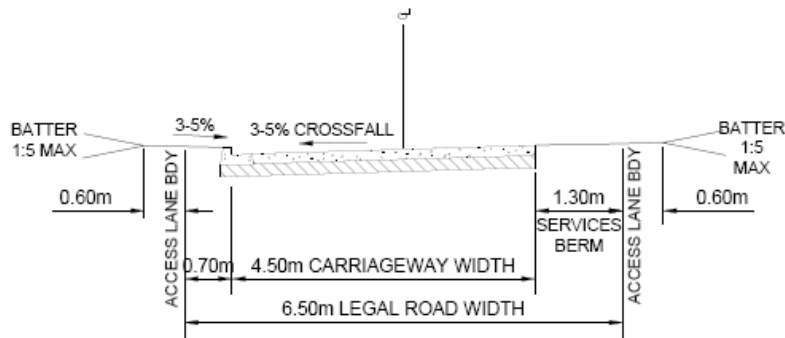 ℄
BATTER
1:5 MAX
3-5%
3-5% CROSSFALL
BATTER
1:5
MAX
0.60m
ACCESS LANE BDY
0.70m
4.50m CARRIAGEWAY WIDTH
1.30m
SERVICES
BERM
ACCESS LANE BDY
0.60m
6.50m LEGAL ROAD WIDTH